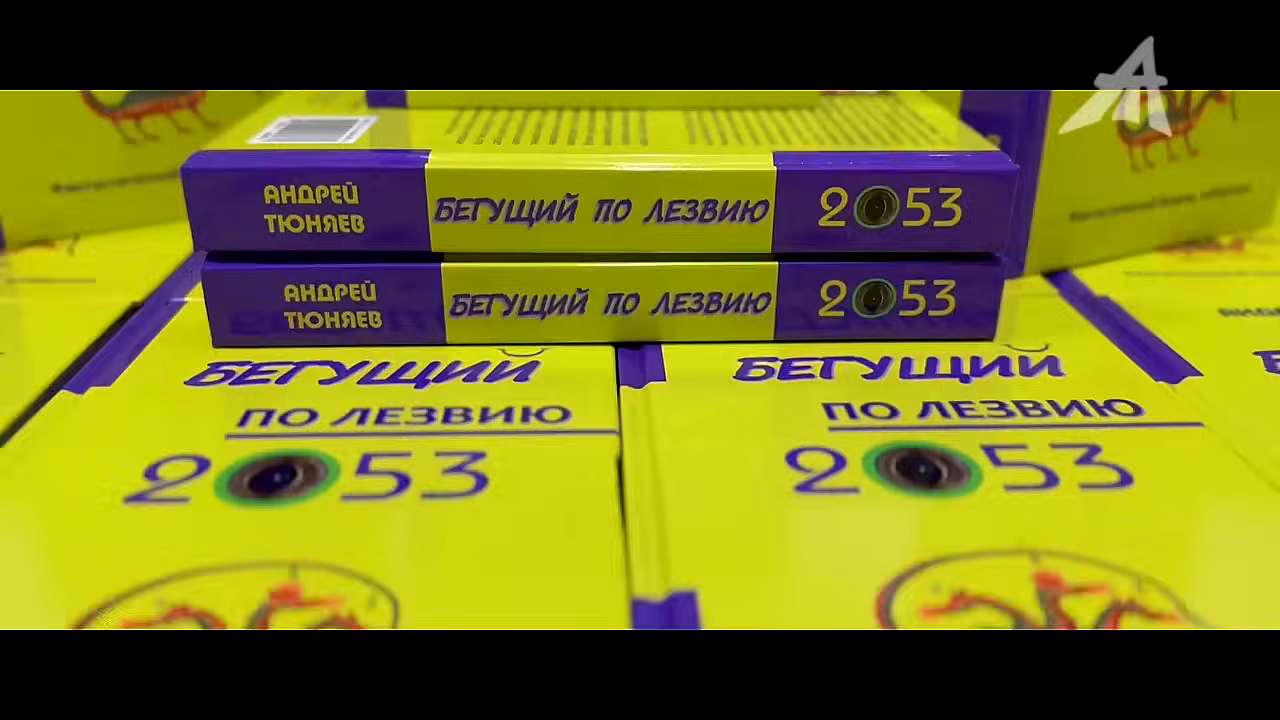 АНДРЕЙ
ТЮНЯЕВ
БЕГУЩИЙ ПО ЛЕЗВИЮ
2053
АНДРЕЙ
ТЮНЯЕВ
БЕГУЩИЙ ПО ЛЕЗВИЮ
2053
БЕГУЩИЙ
ПО ЛЕЗВИЮ
2053
БЕГУЩИЙ
ПО ЛЕЗВИЮ
2053